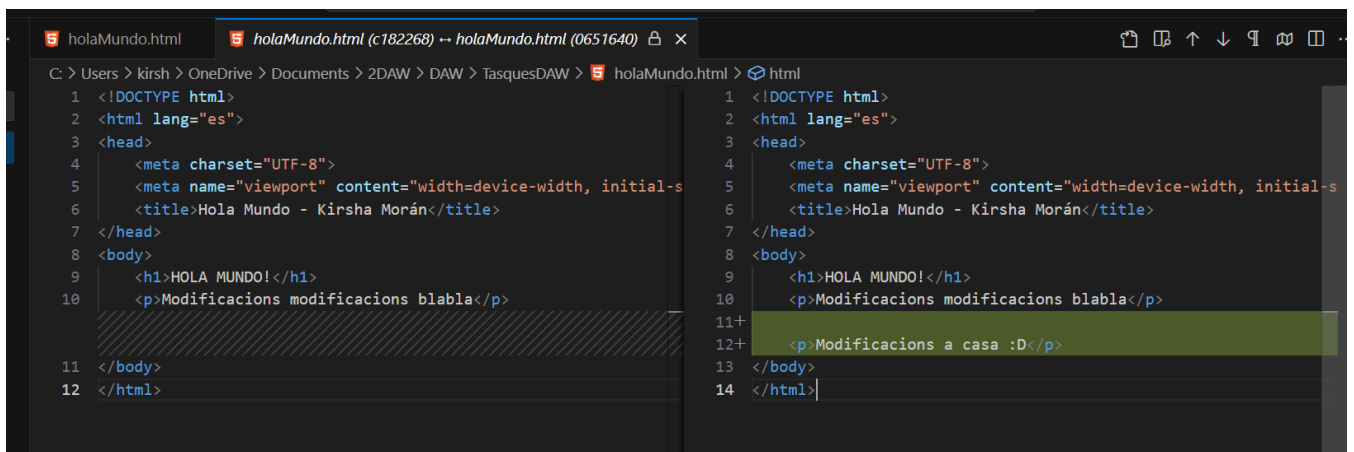 holaMundo.html
holaMundo.html (c182268) ↔ holaMundo.html (0651640)
C: > Users > kirsh > OneDrive > Documents > 2DAW > DAW > TasquesDAW > holaMundo.html > html
1 <!DOCTYPE html>
2 <html lang="es">
3 <head>
4 <meta charset="UTF-8">
5 <meta name="viewport" content="width=device-width, initial-s
6 <title>Hola Mundo - Kirsha Morán</title>
7 </head>
8 <body>
9 <h1>HOLA MUNDO!</h1>
10 <p>Modificacions modificacions blabla</p>
11 </body>
12 </html>
1 <!DOCTYPE html>
2 <html lang="es">
3 <head>
4 <meta charset="UTF-8">
5 <meta name="viewport" content="width=device-width, initial-s
6 <title>Hola Mundo - Kirsha Morán</title>
7 </head>
8 <body>
9 <h1>HOLA MUNDO!</h1>
10 <p>Modificacions modificacions blabla</p>
11+
12+ <p>Modificacions a casa :D</p>
13 </body>
14 </html>